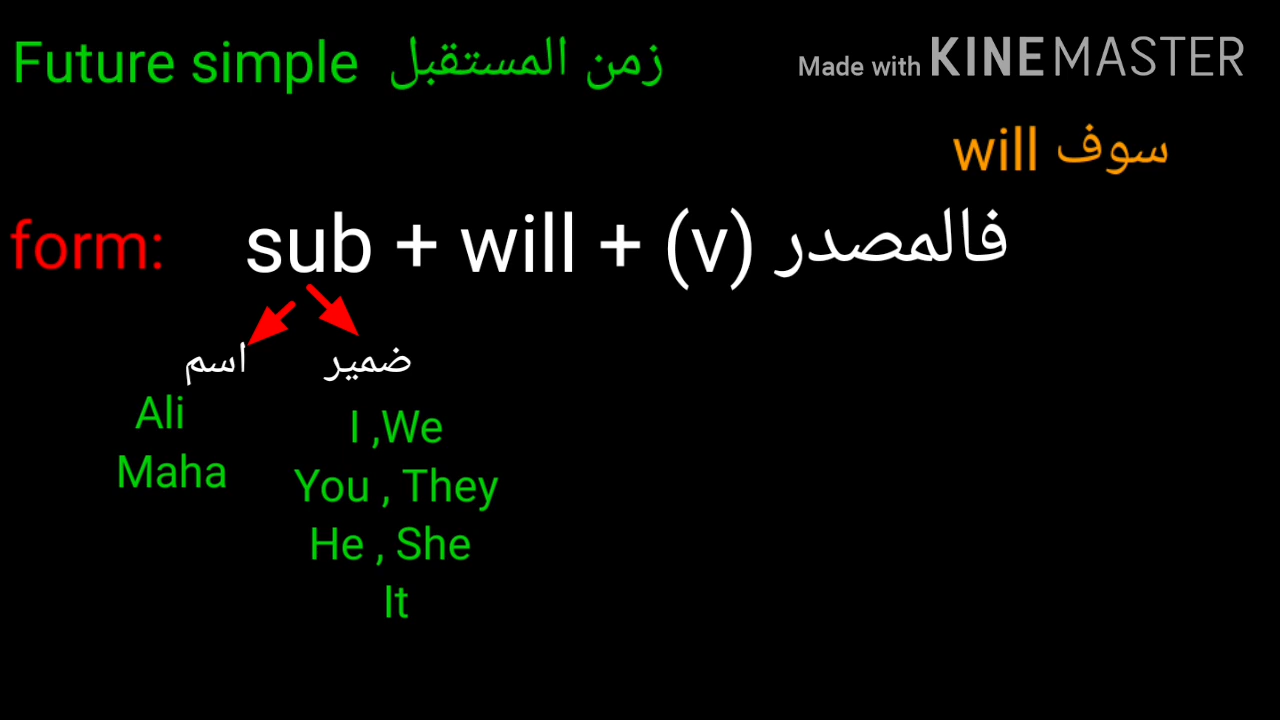 Future simple زمن المستقبل
Made with KINEMASTER
will سوف
form: sub + will + (v) فالمصدر
اسم ضمير
Ali
Maha
I ,We
You , They
He , She
It